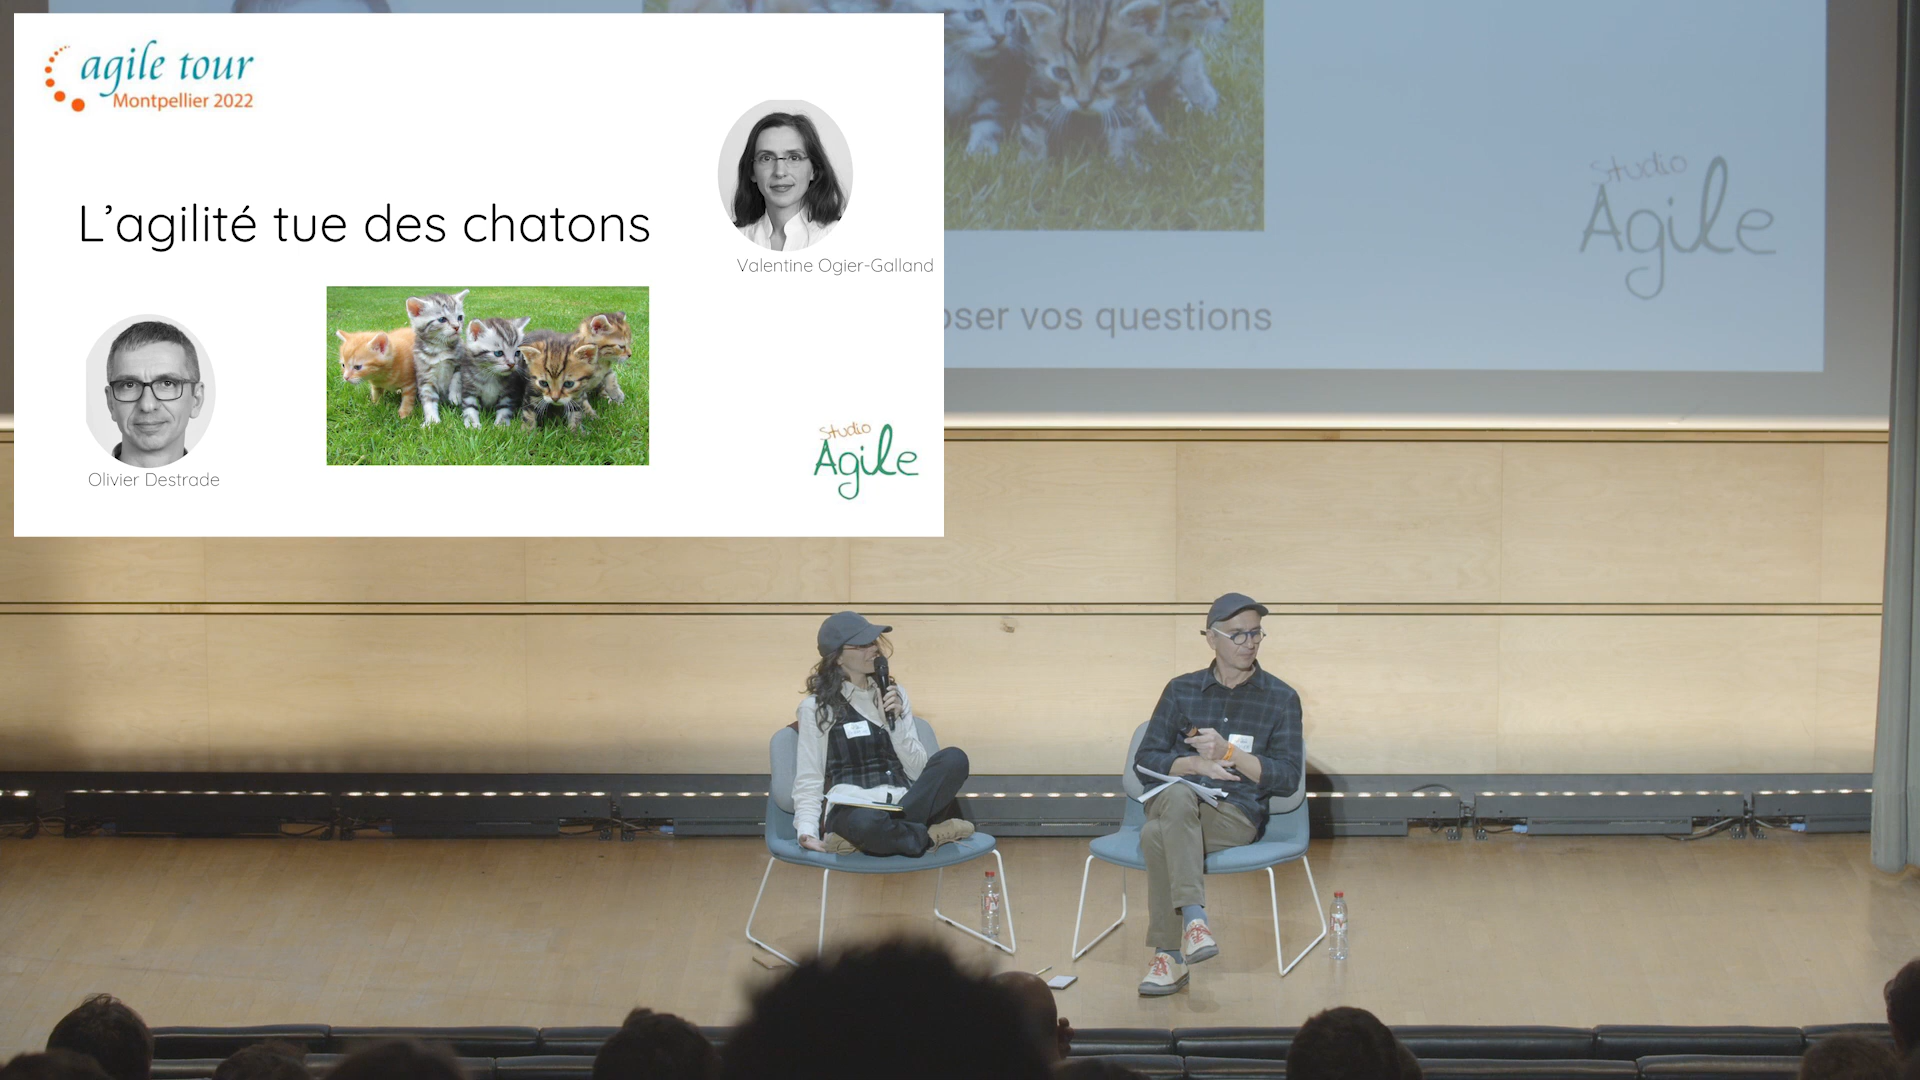 agile tour
Montpellier 2022
L'agilité tue des chatons
Valentine Ogier-Galland
Olivier Destrade
Studio
Agile
Studio
Agile
vos questions